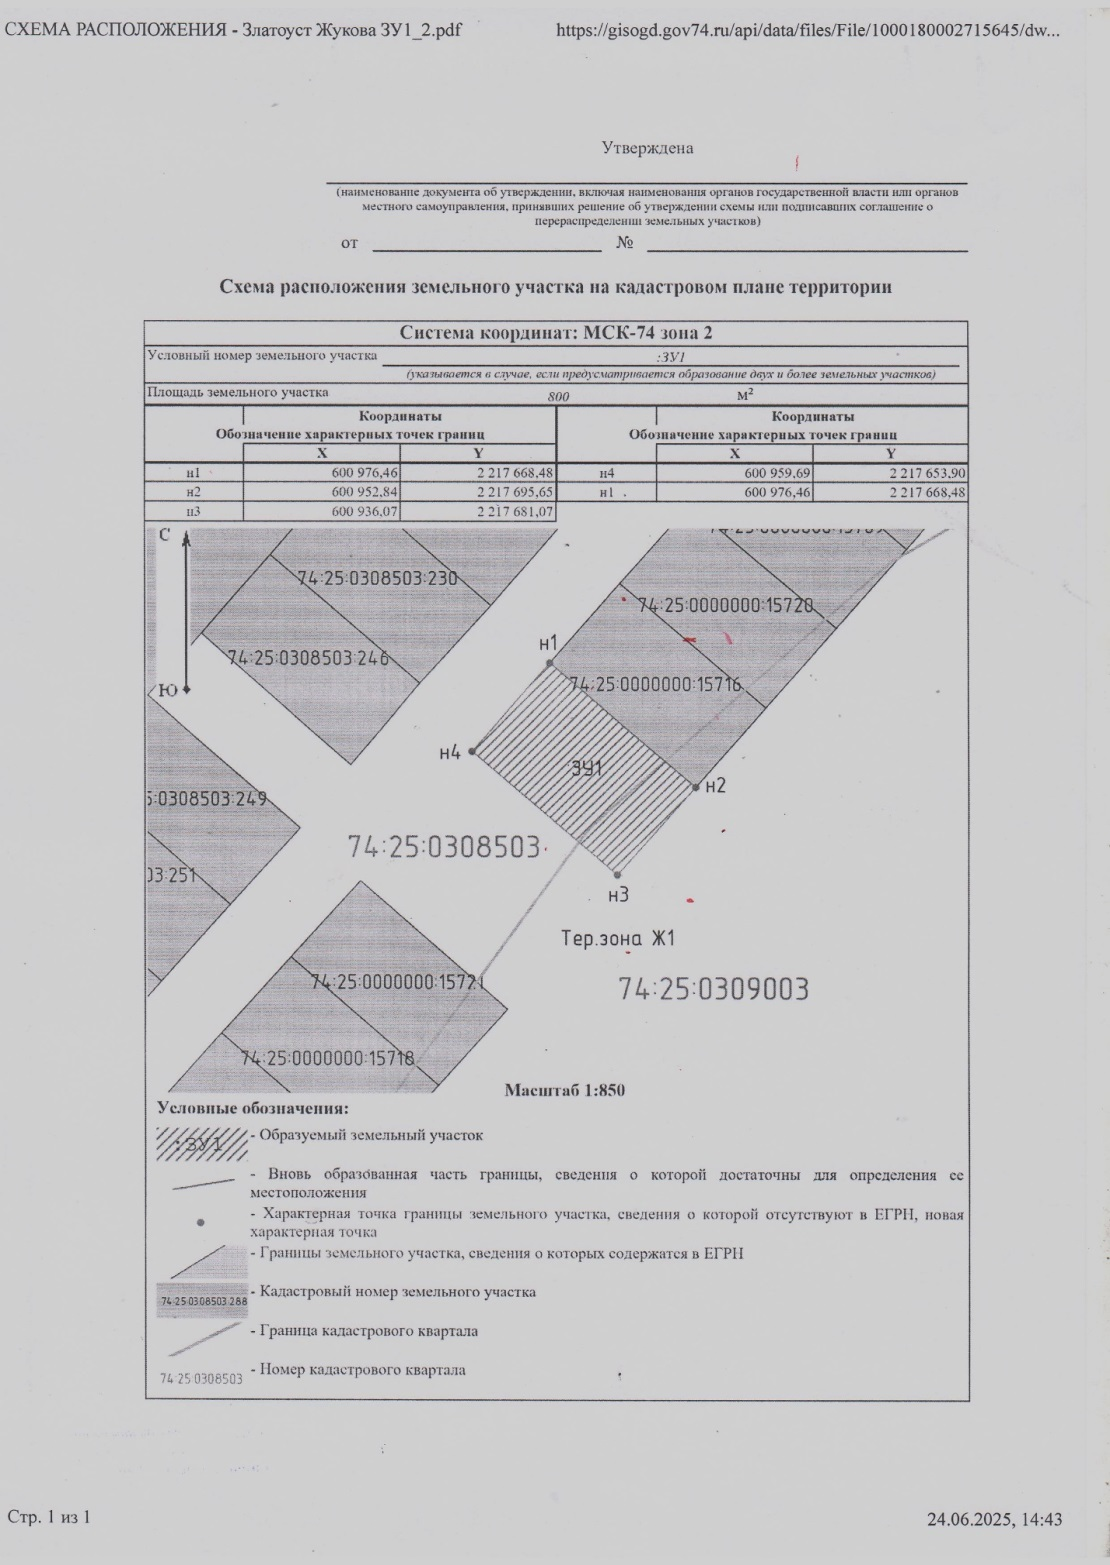 СХЕМА РАСПОЛОЖЕНИЯ - Златоуст Жукова ЗУ1_2.pdf
https://gisogd.gov74.ru/api/data/files/File/1000180002715645/dw...
Утверждена
(наименование документа об утверждении, включая наименования органов государственной власти или органов
местного самоуправления, принявших решение об утверждении схемы или подписавших соглашение о
перераспределении земельных участков)
от №
Схема расположения земельного участка на кадастровом плане территории
Система координат: МСК-74 зона 2
Условный номер земельного участка :ЗУ1
(указывается в случае, если предусматривается образование двух и более земельных участков)
Площадь земельного участка 800 м²
Координаты Координаты
Обозначение характерных точек границ Обозначение характерных точек границ
X Y X Y
н1 600 976,46 2 217 668,48 н4 600 959,69 2 217 653,90
н2 600 952,84 2 217 695,65 н1 600 976,46 2 217 668,48
н3 600 936,07 2 217 681,07
С
74:25:0308503:230
74:25:0000000:15720
н1
74:25:0308503:246
74:25:0000000:15716
Ю
н4
:ЗУ1
н2
5:0308503:249
74:25:0308503
03:251
н3
Тер.зона Ж1
74:25:0000000:15721
74:25:0309003
74:25:0000000:15718
Масштаб 1:850
Условные обозначения:
:ЗУ1 - Образуемый земельный участок
- Вновь образованная часть границы, сведения о которой достаточны для определения ее
местоположения
- Характерная точка границы земельного участка, сведения о которой отсутствуют в ЕГРН, новая
характерная точка
- Границы земельного участка, сведения о которых содержатся в ЕГРН
74:25:0308503:288 - Кадастровый номер земельного участка
- Граница кадастрового квартала
74:25:0308503 - Номер кадастрового квартала
Стр. 1 из 1
24.06.2025, 14:43